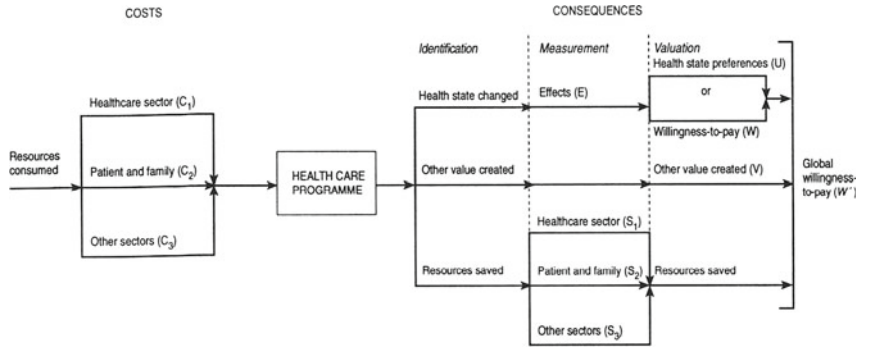 COSTS
CONSEQUENCES
Identification
Measurement
Valuation
Health state preferences (U)
Healthcare sector (C1)
Health state changed
Effects (E)
or
Willingness-to-pay (W)
Resources
consumed
Patient and family (C2)
HEALTH CARE
PROGRAMME
Other value created
Other value created (V)
Global
willingness-
to-pay (W')
Other sectors (C3)
Healthcare sector (S1)
Resources saved
Patient and family (S2)
Resources saved
Other sectors (S3)